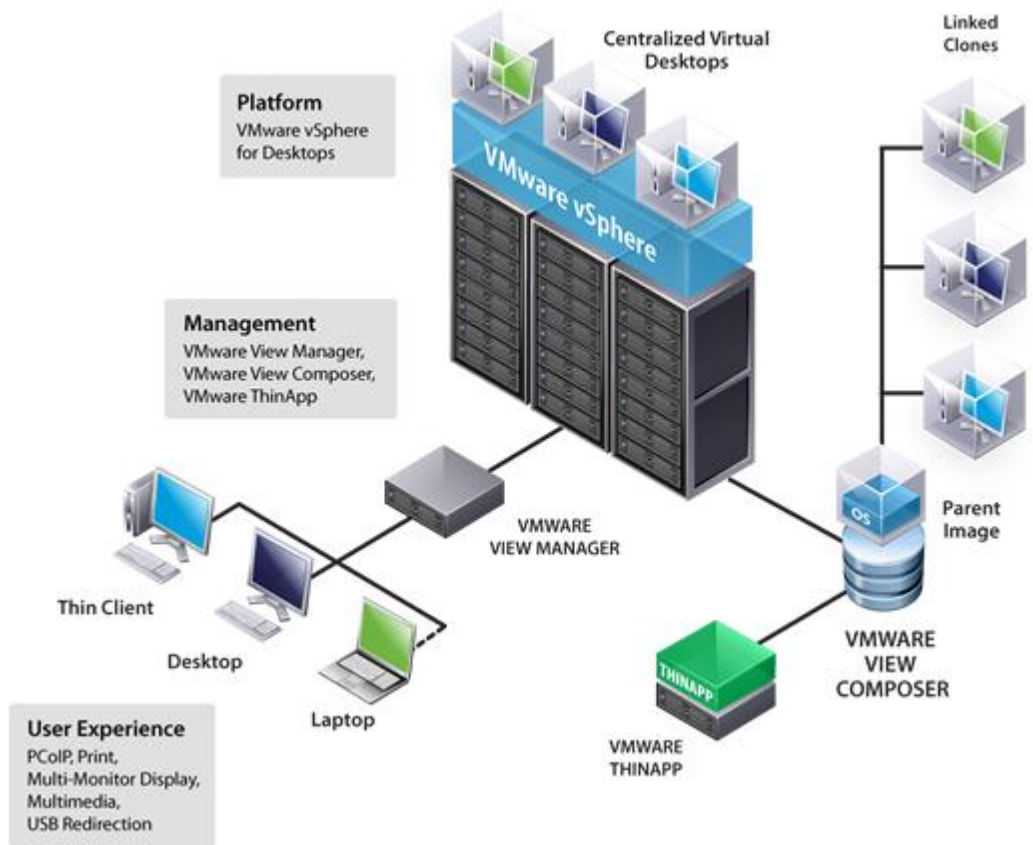 Centralized Virtual
Desktops
Linked
Clones
Platform
VMware vSphere
for Desktops
VMware vSphere
Management
VMware View Manager,
VMware View Composer,
VMware ThinApp
VMWARE
VIEW MANAGER
OS
Parent
Image
Thin Client
Desktop
Laptop
THINAPP
VMWARE
THINAPP
VMWARE
VIEW
COMPOSER
User Experience
PCoIP, Print,
Multi-Monitor Display,
Multimedia,
USB Redirection